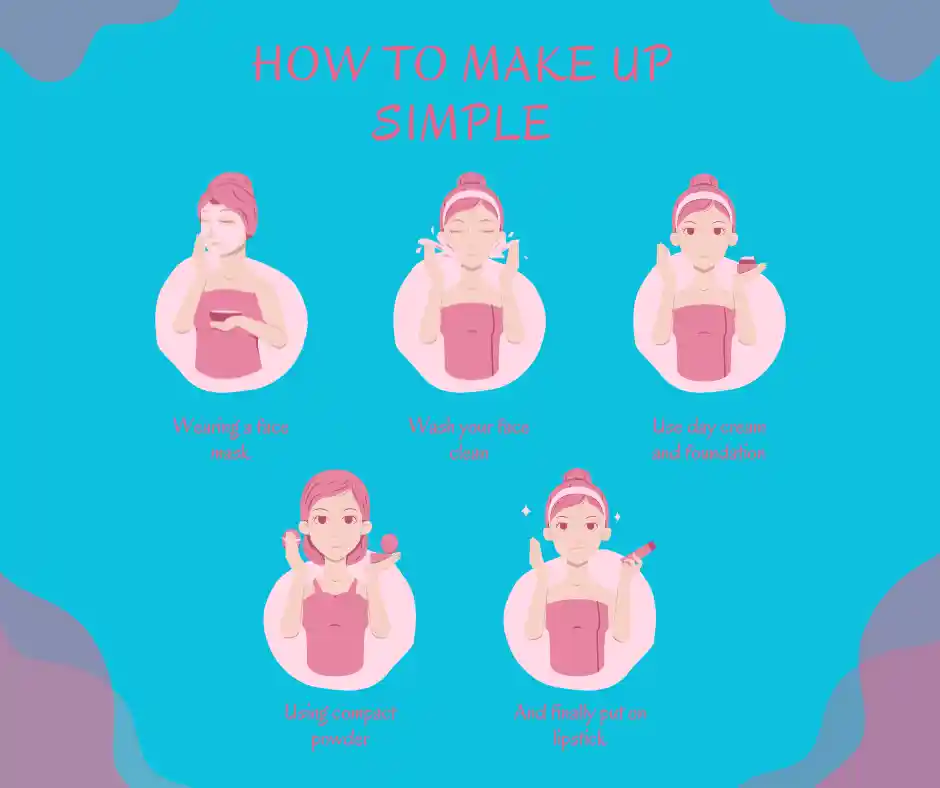 HOW TO MAKE UP
SIMPLE
Wearing a face
mask
Wash your face
clean
Use day cream
and foundation
Using compact
powder
And finally put on
lipstick